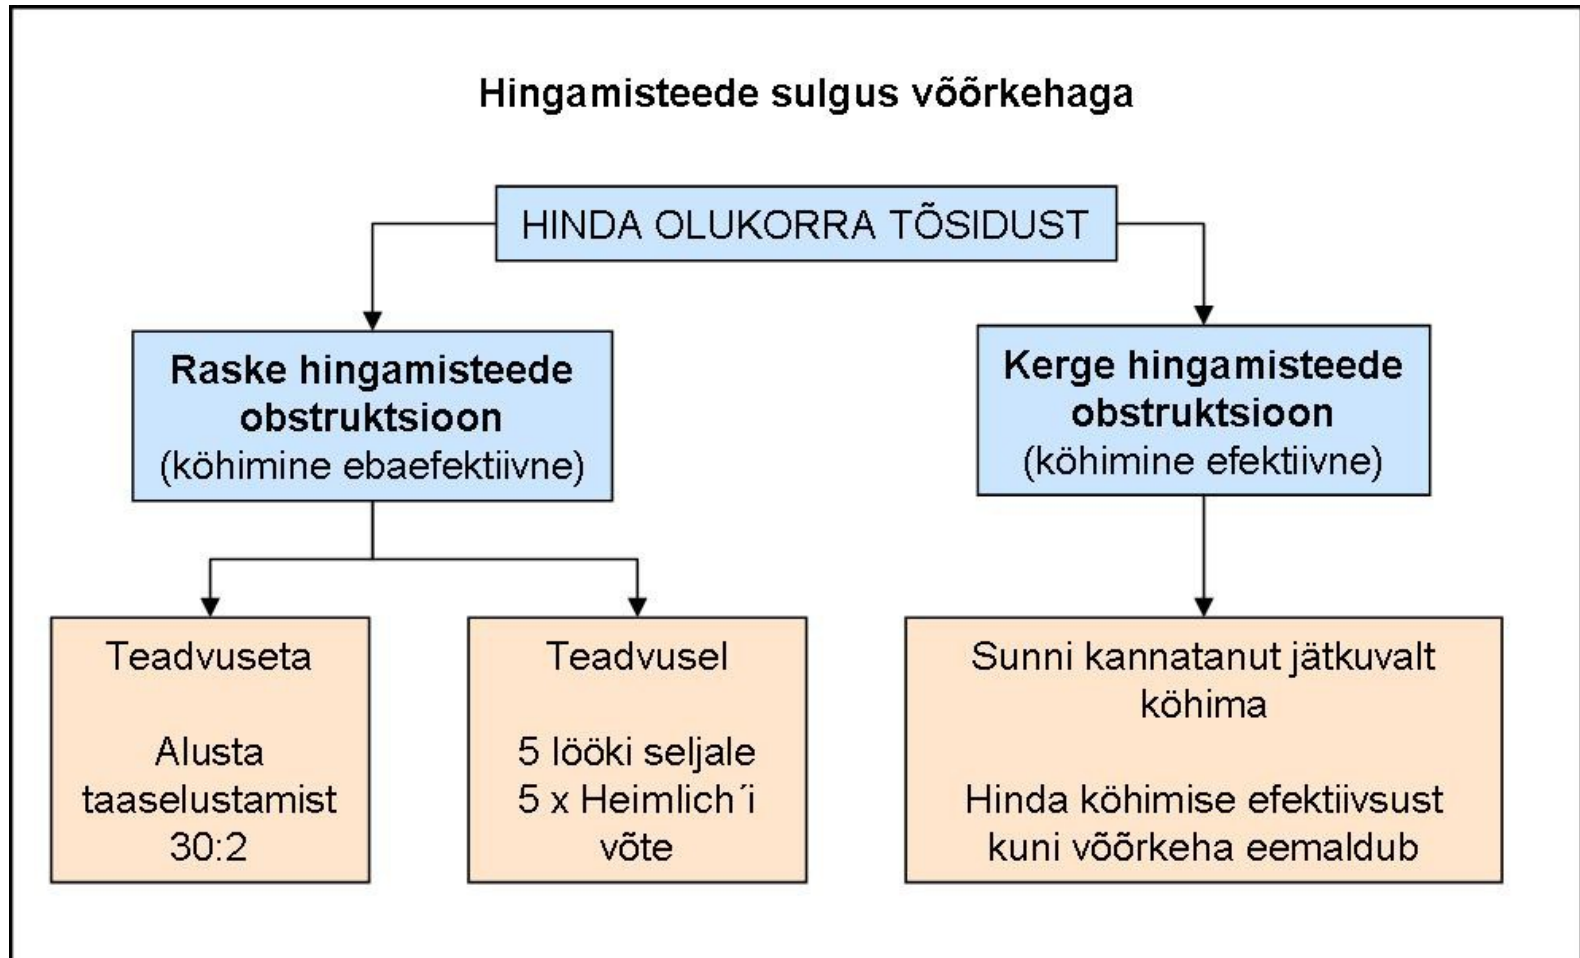 Hingamisteede sulgus võõrkehaga
HINDA OLUKORRA TÕSIDUST
Raske hingamisteede
obstruktsioon
(köhimine ebaefektiivne)
Kerge hingamisteede
obstruktsioon
(köhimine efektiivne)
Teadvuseta
Alusta
taaselustamist
30:2
Teadvusel
5 lööki seljale
5 x Heimlich´i
võte
Sunni kannatanut jätkuvalt
köhima
Hinda köhimise efektiivsust
kuni võõrkeha eemaldub